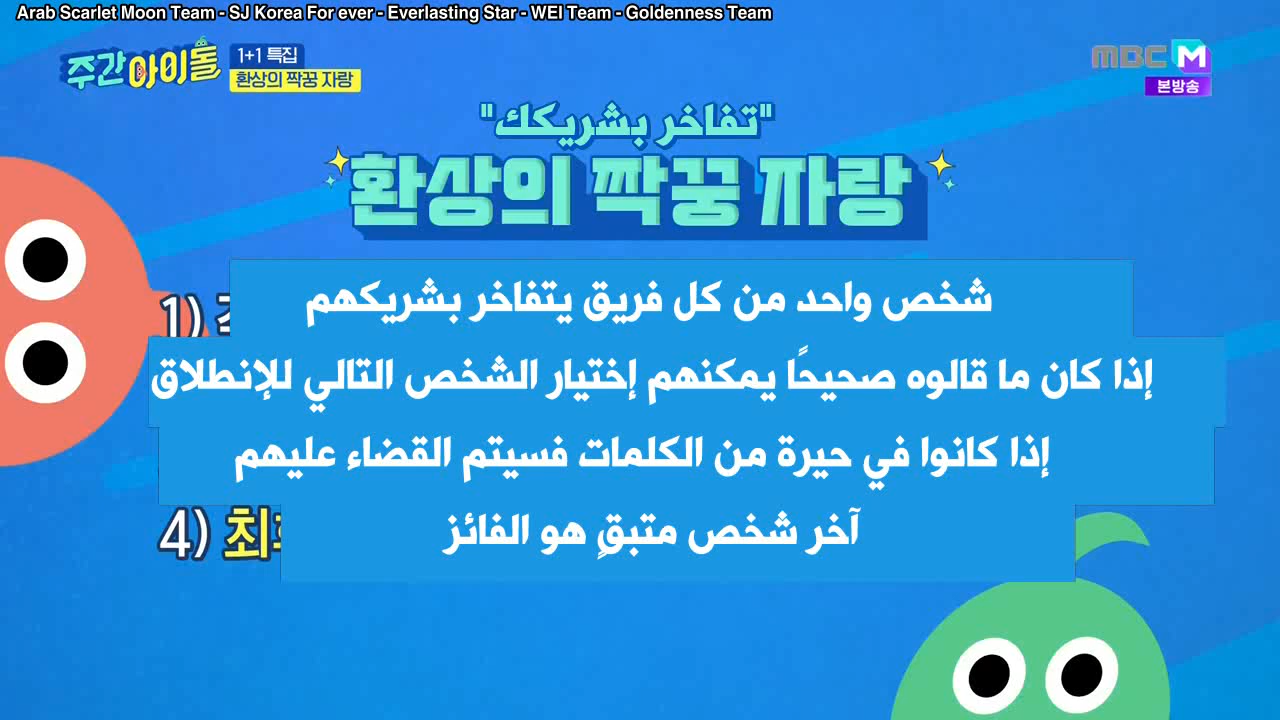 Arab Scarlet Moon Team - SJ Korea For ever - Everlasting Star - WEI Team - Goldenness Team
주간아이돌
1+1 특집
환상의 짝꿍 자랑
MBC M
본방송
"تفاخر بشريكك"
환상의 짝꿍 자랑
1)
شخص واحد من كل فريق يتفاخر بشريكهم
إذا كان ما قالوه صحيحًا يمكنهم إختيار الشخص التالي للإنطلاق
إذا كانوا في حيرة من الكلمات فسيتم القضاء عليهم
4)
آخر شخص متبقٍ هو الفائز